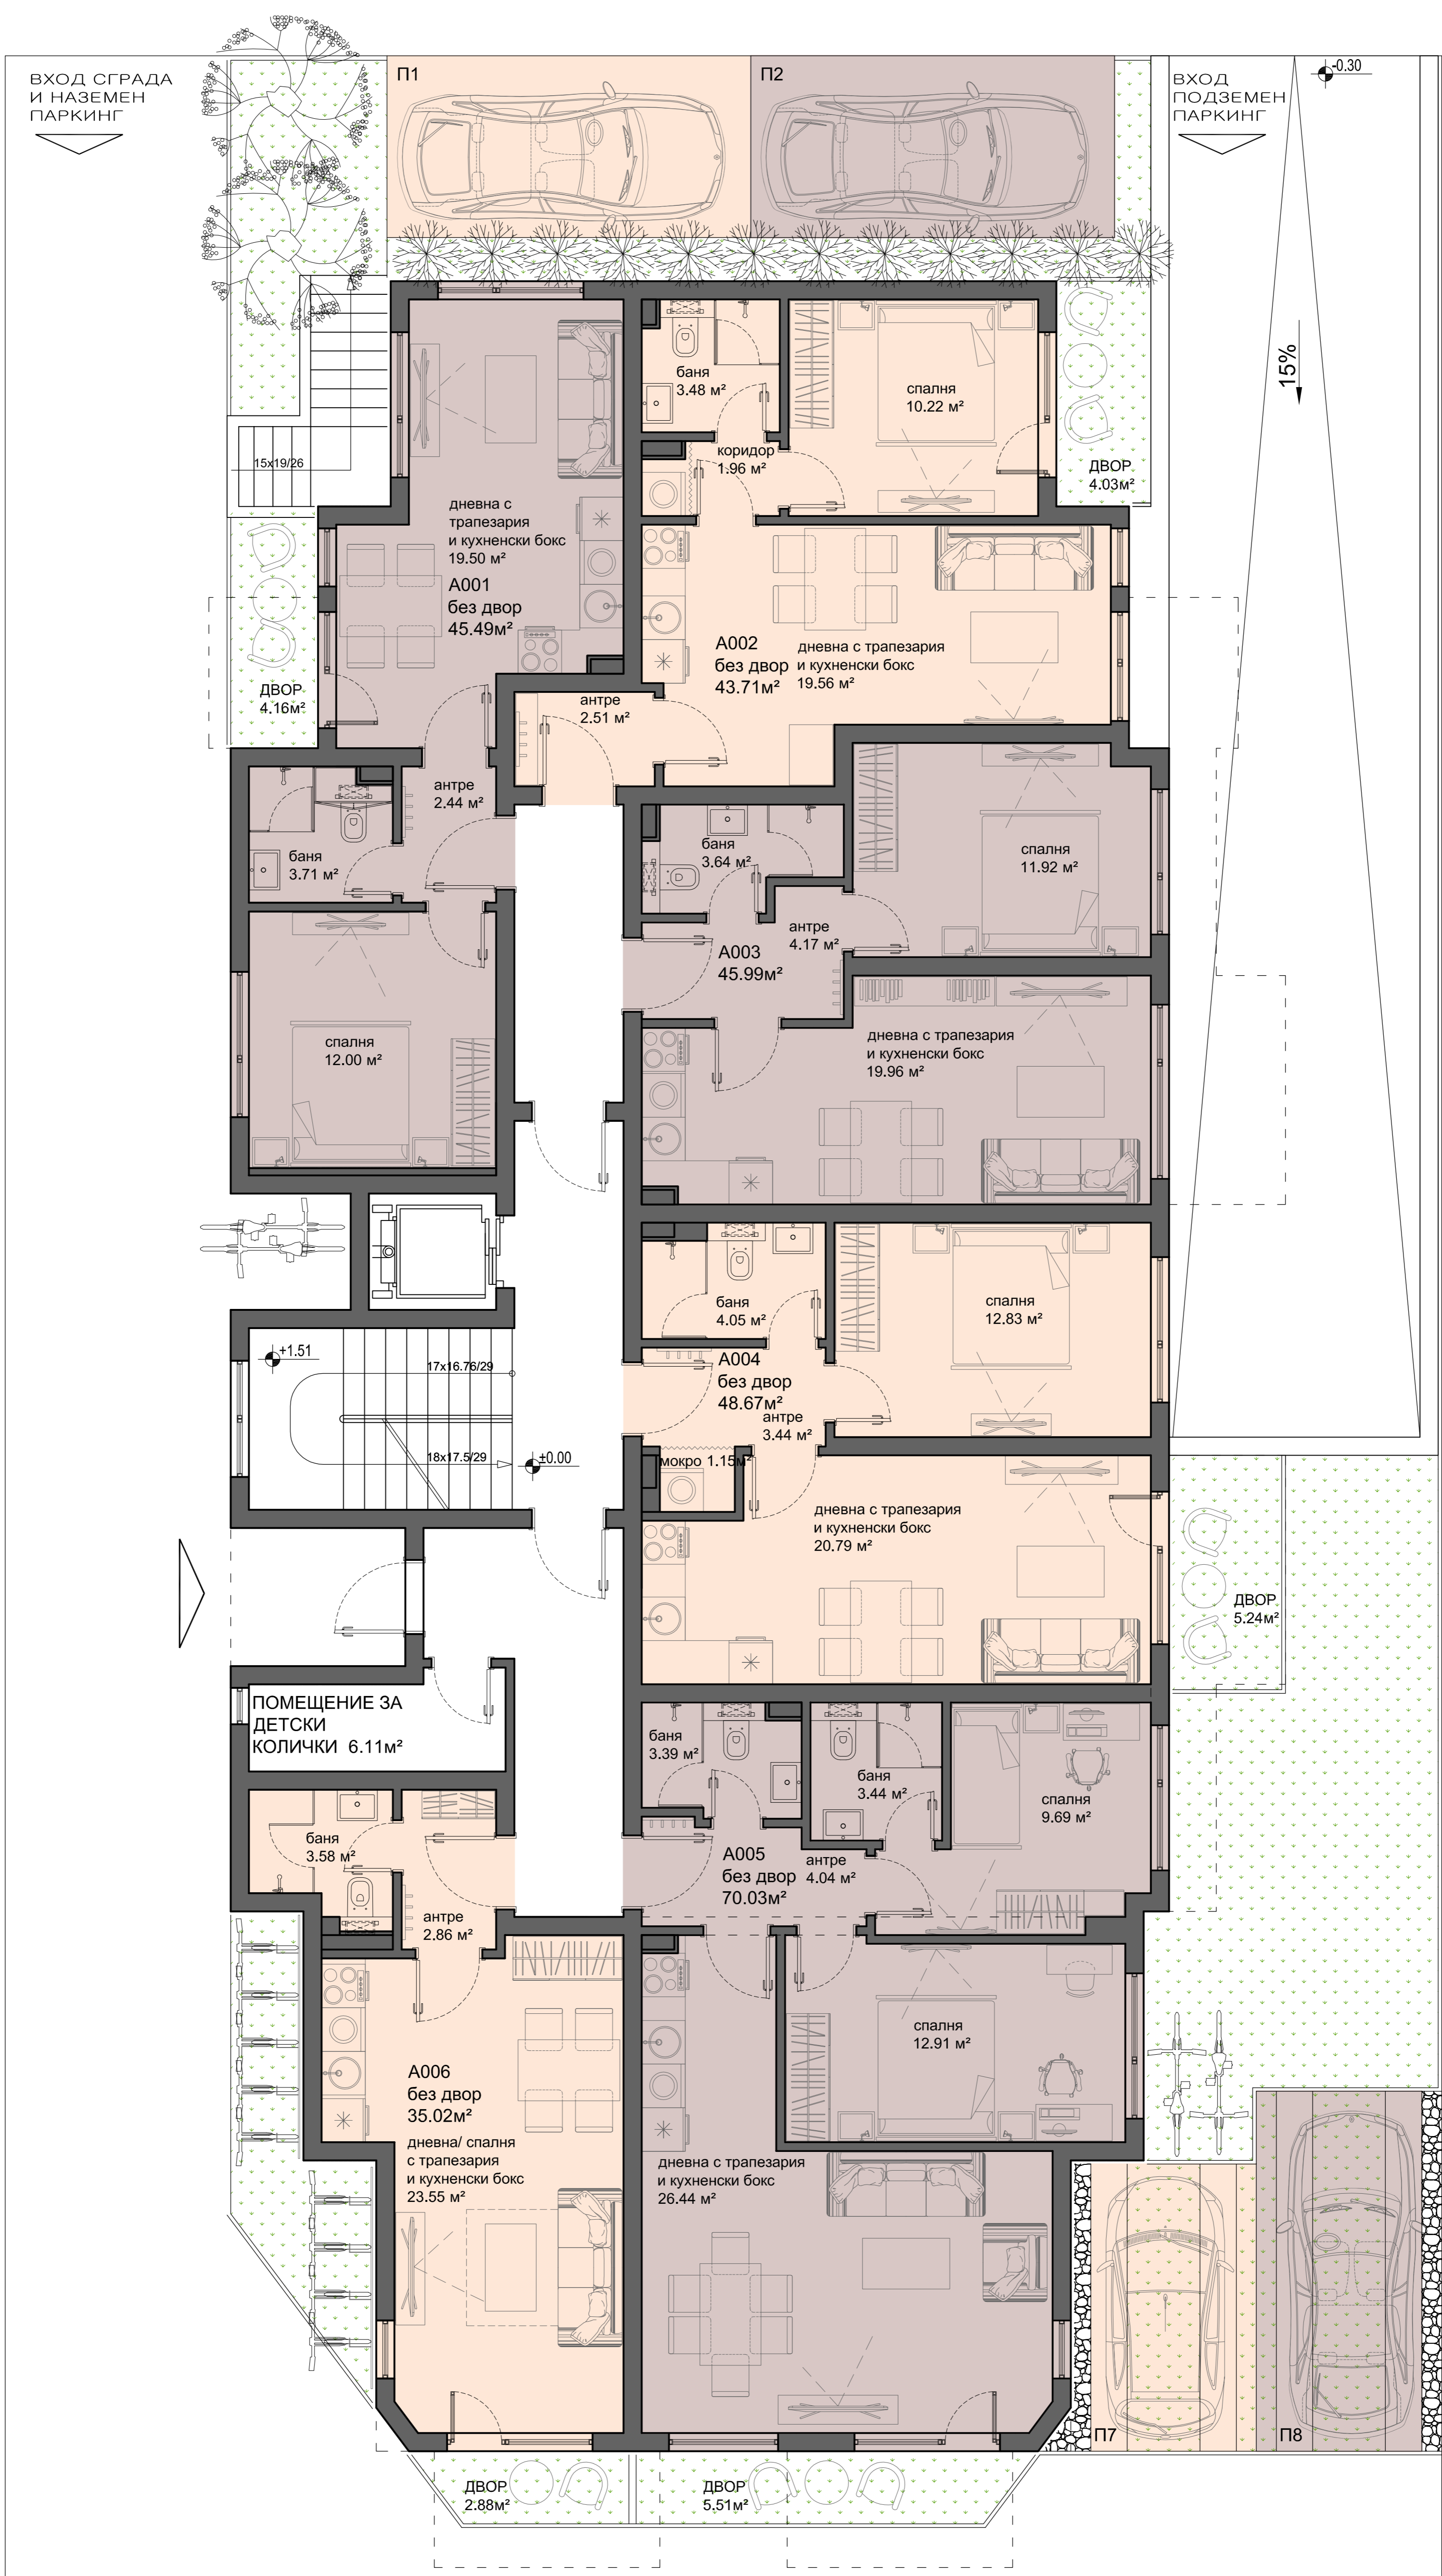 ВХОД СГРАДА
И НАЗЕМЕН
ПАРКИНГ
П1
П2
ВХОД
ПОДЗЕМЕН
ПАРКИНГ
-0.30
15%
баня
3.48 м²
спалня
10.22 м²
коридор
1.96 м²
ДВОР
4.03м²
15x19/26
дневна с
трапезария
и кухненски бокс
19.50 м²
А001
без двор
45.49м²
А002
без двор
43.71м²
дневна с трапезария
и кухненски бокс
19.56 м²
ДВОР
4.16м²
антре
2.51 м²
антре
2.44 м²
баня
3.71 м²
баня
3.64 м²
спалня
11.92 м²
антре
4.17 м²
А003
45.99м²
спалня
12.00 м²
дневна с трапезария
и кухненски бокс
19.96 м²
баня
4.05 м²
спалня
12.83 м²
+1.51
17x16.76/29
18x17.5/29
±0.00
А004
без двор
48.67м²
антре
3.44 м²
мокро 1.15м²
дневна с трапезария
и кухненски бокс
20.79 м²
ДВОР
5.24м²
ПОМЕЩЕНИЕ ЗА
ДЕТСКИ
КОЛИЧКИ 6.11м²
баня
3.39 м²
баня
3.44 м²
спалня
9.69 м²
баня
3.58 м²
А005
без двор
70.03м²
антре
4.04 м²
антре
2.86 м²
спалня
12.91 м²
А006
без двор
35.02м²
дневна/ спалня
с трапезария
и кухненски бокс
23.55 м²
дневна с трапезария
и кухненски бокс
26.44 м²
П7
П8
ДВОР
2.88м²
ДВОР
5.51м²